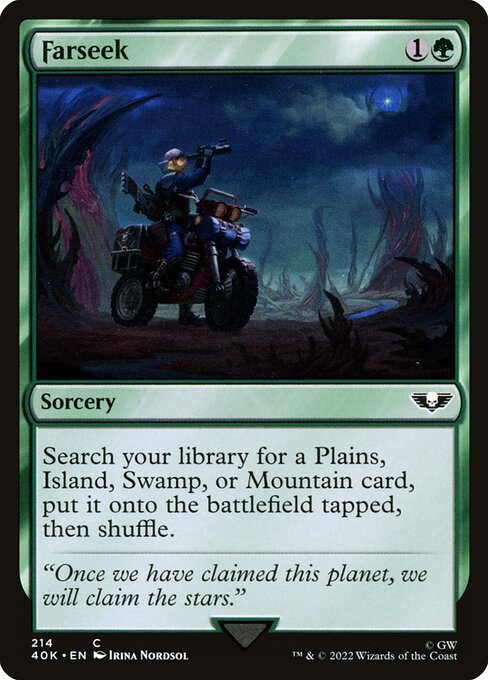 Farseek 1
Sorcery
Search your library for a Plains,
Island, Swamp, or Mountain card,
put it onto the battlefield tapped,
then shuffle.
“Once we have claimed this planet, we
will claim the stars.”
214 C
40K • EN Irina Nordsol
© GW
™ & © 2022 Wizards of the Coast